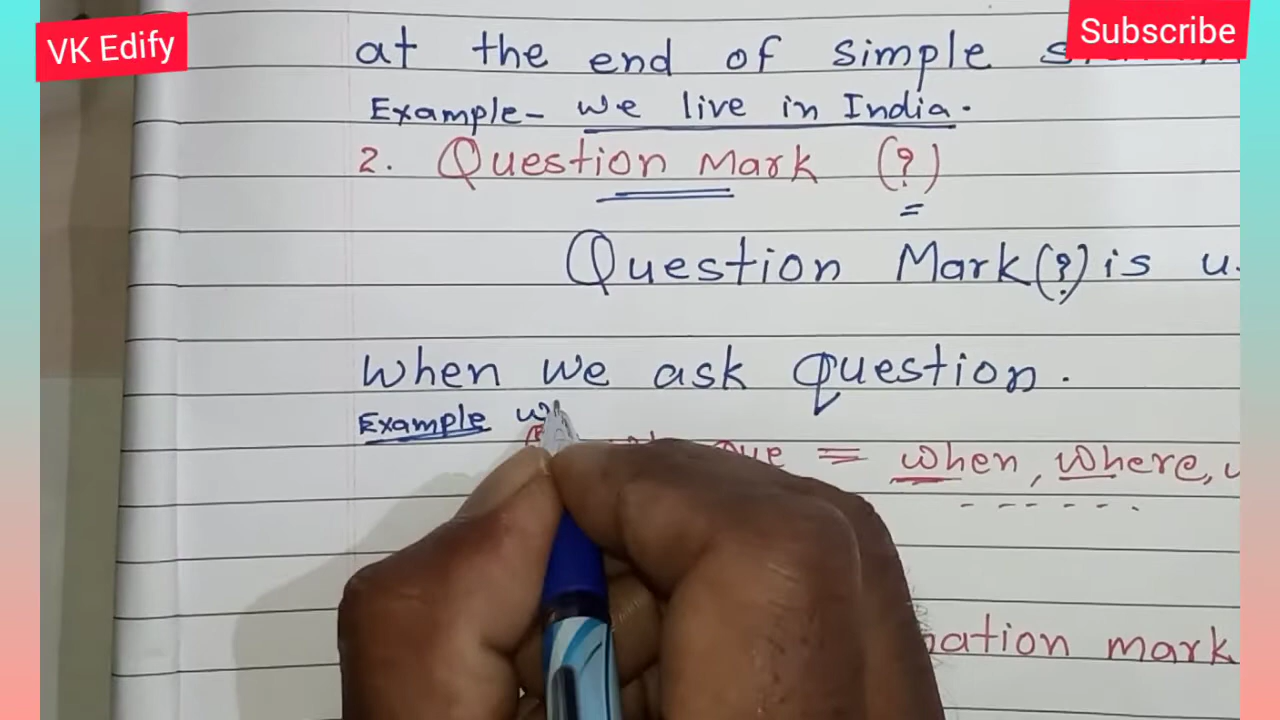 VK Edify
Subscribe
at the end of simple
Example - we live in India.
2. Question Mark (?)
Question Mark (?) is
when we ask Question.
Example
Que = when, where,
mark